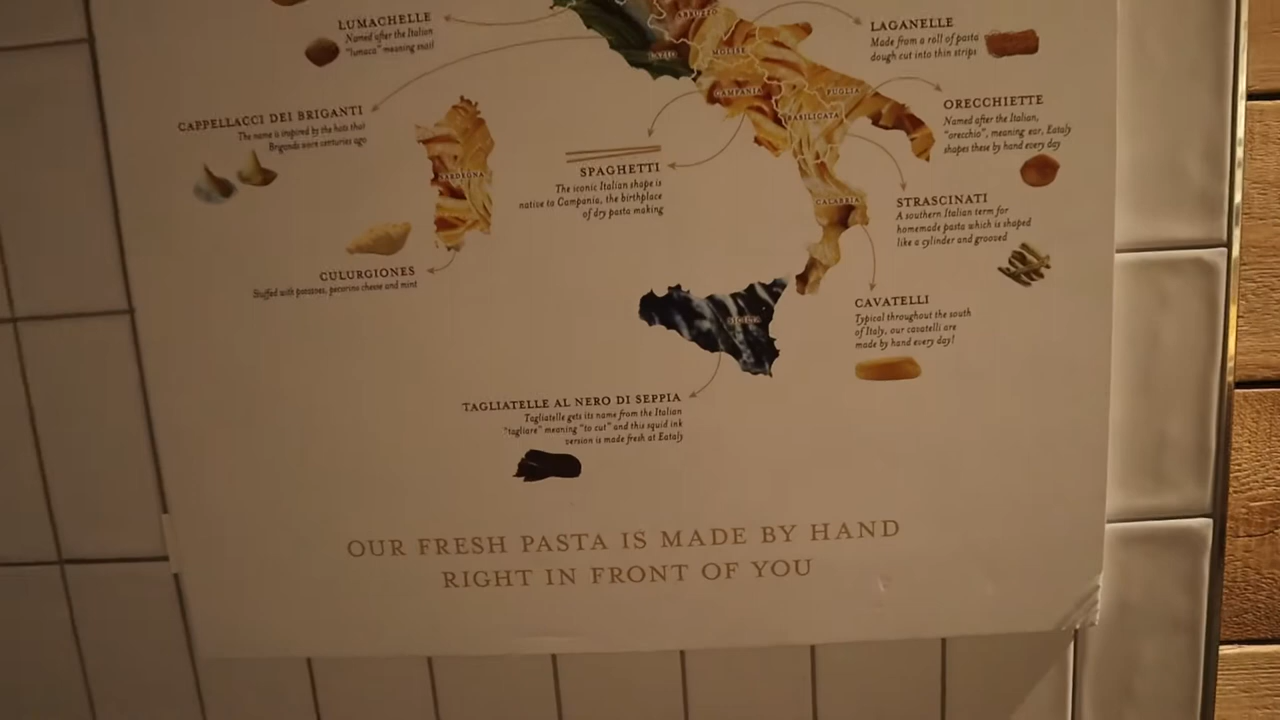 LUMACHELLE
Named after the Italian
"lumaca" meaning snail
ABRUZZO
LAZIO
MOLISE
LAGANELLE
Made from a roll of pasta
dough cut into thin strips
CAPPELLACCI DEI BRIGANTI
The name is inspired by the hats that
Brigands wore centuries ago
SARDEGNA
CAMPANIA
PUGLIA
BASILICATA
ORECCHIETTE
Named after the Italian,
"orecchio", meaning ear, Eataly
shapes these by hand every day
SPAGHETTI
The iconic Italian shape is
native to Campania, the birthplace
of dry pasta making
CALABRIA
STRASCINATI
A southern Italian term for
homemade pasta which is shaped
like a cylinder and grooved
CULURGIONES
Stuffed with potatoes, pecorino cheese and mint
SICILIA
CAVATELLI
Typical throughout the south
of Italy, our cavatelli are
made by hand every day!
TAGLIATELLE AL NERO DI SEPPIA
Tagliatelle gets its name from the Italian
"tagliare" meaning "to cut" and this squid ink
version is made fresh at Eataly
OUR FRESH PASTA IS MADE BY HAND
RIGHT IN FRONT OF YOU